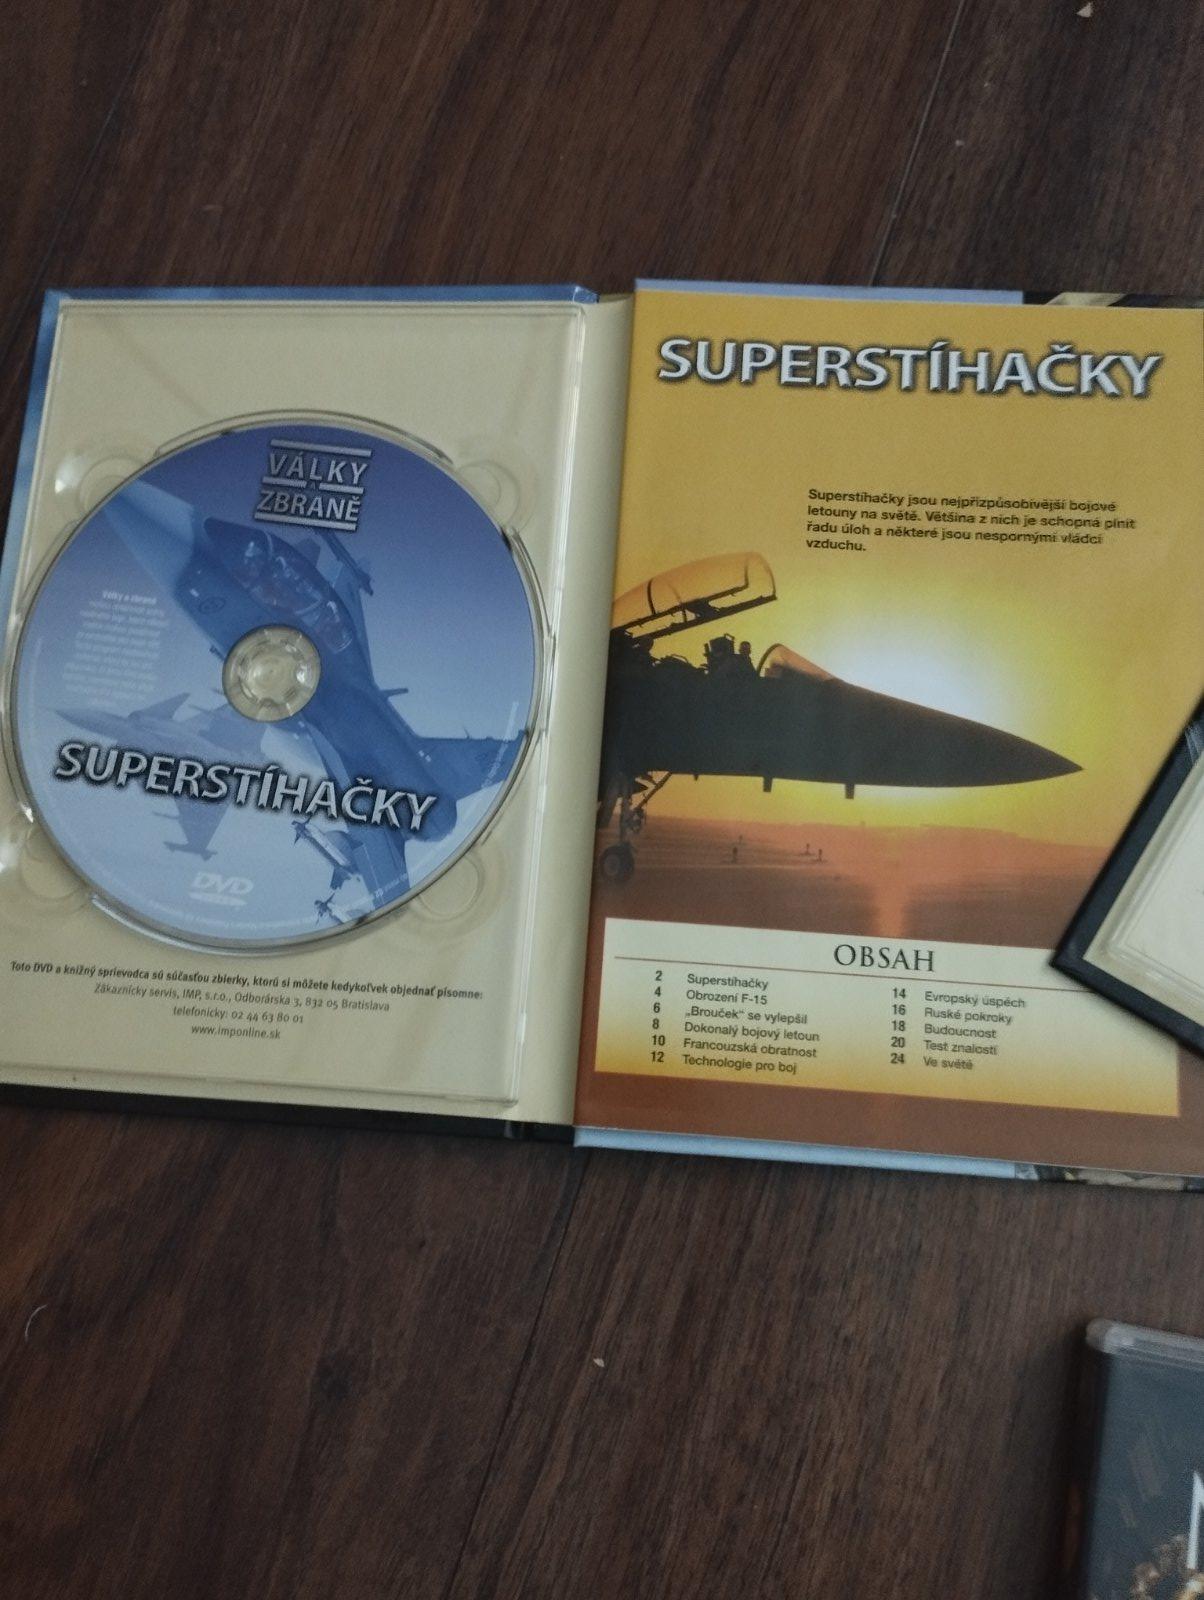 VÁLKY
A
ZBRANĚ
Války a zbraně
SUPERSTÍHAČKY
DVD
Toto DVD a knižný sprievodca sú súčasťou zbierky, ktorú si môžete kedykoľvek objednať písomne:
Zákaznícky servis, IMP, s.r.o., Odborárska 3, 832 05 Bratislava
telefonicky: 02 44 63 80 01
www.imponline.sk
SUPERSTÍHAČKY
Superstíhačky jsou nejpřizpůsobivější bojové
letouny na světě. Většina z nich je schopná plnit
řadu úloh a některé jsou nespornými vládci
vzduchu.
OBSAH
2 Superstíhačky
4 Obrození F-15
6 „Brouček“ se vylepšil
8 Dokonalý bojový letoun
10 Francouzská obratnost
12 Technologie pro boj
14 Evropský úspěch
16 Ruské pokroky
18 Budoucnost
20 Test znalostí
24 Ve světě